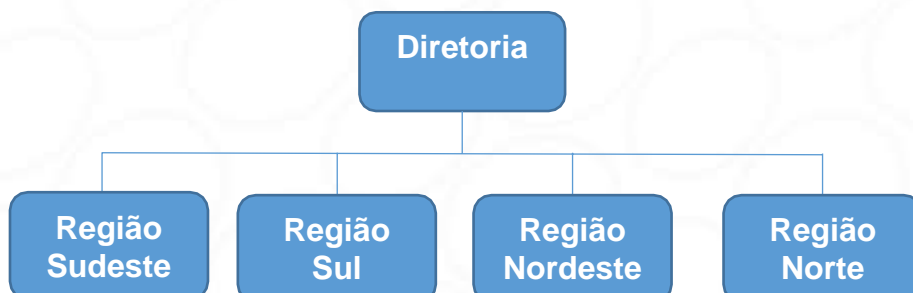 Diretoria
Região
Sudeste
Região
Sul
Região
Nordeste
Região
Norte